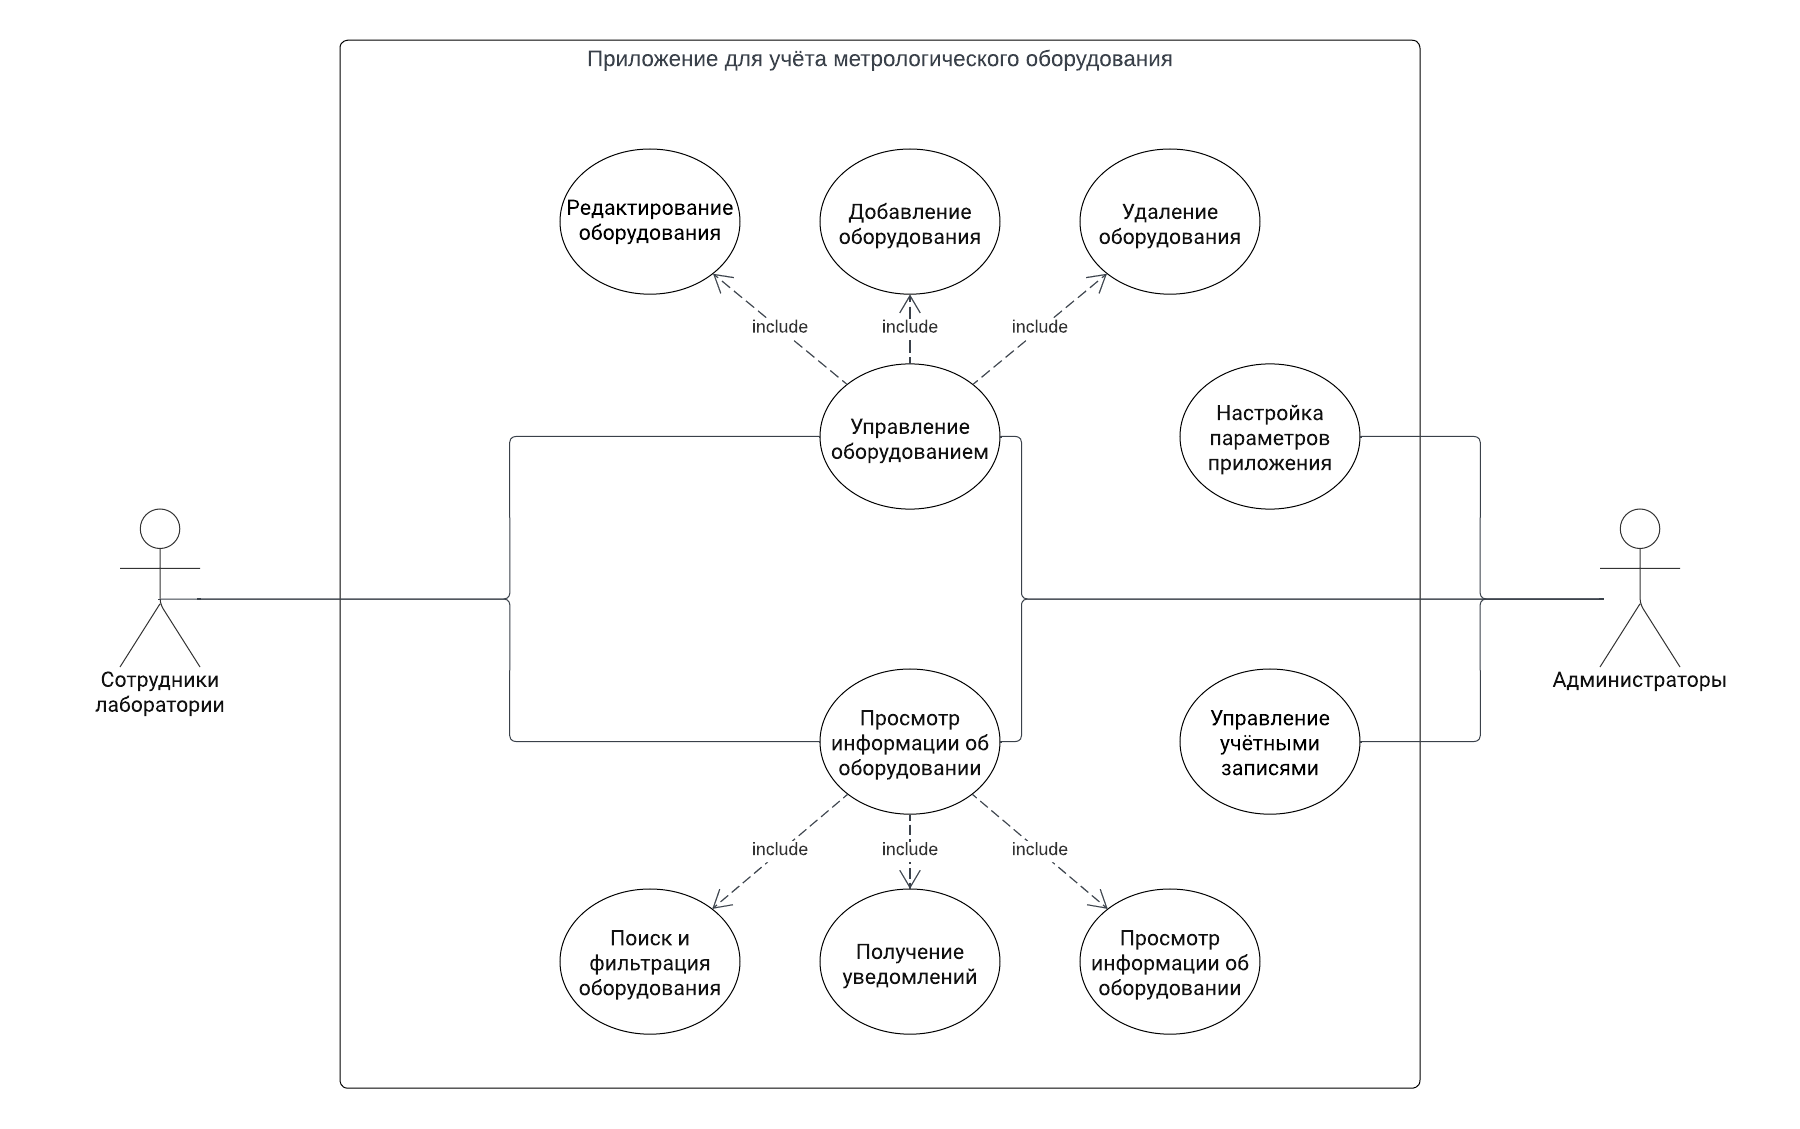 Приложение для учёта метрологического оборудования
Редактирование
оборудования
Добавление
оборудования
Удаление
оборудования
include
include
include
Управление
оборудованием
Настройка
параметров
приложения
Сотрудники
лаборатории
Администраторы
Просмотр
информации об
оборудовании
Управление
учётными
записями
include
include
include
Поиск и
фильтрация
оборудования
Получение
уведомлений
Просмотр
информации об
оборудовании